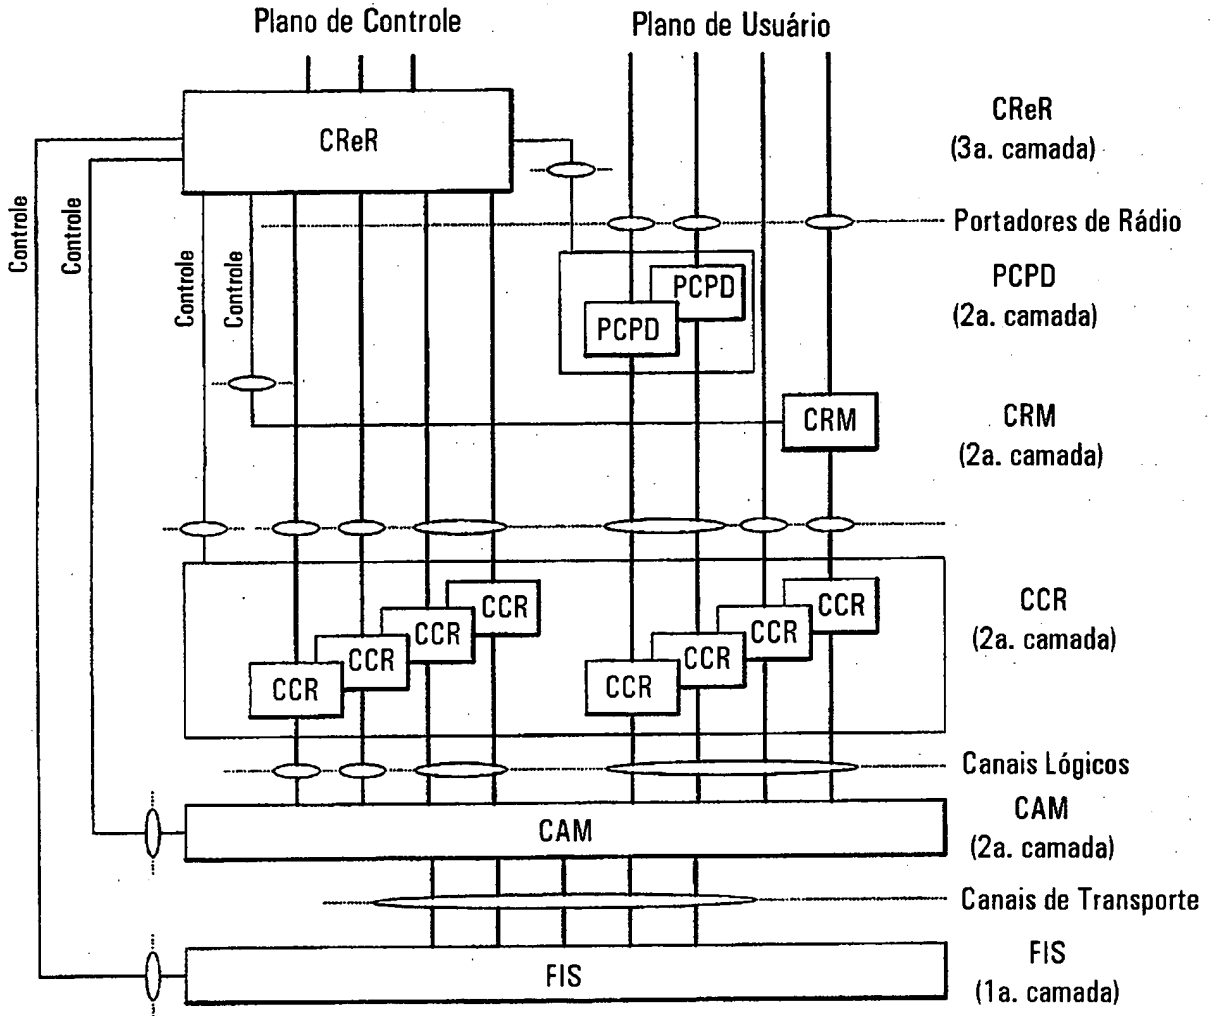 Plano de Controle
Plano de Usuário
CReR
CReR
(3a. camada)
Controle
Controle
Controle
Controle
Portadores de Rádio
PCPD
PCPD
PCPD
(2a. camada)
CRM
CRM
(2a. camada)
CCR
CCR
CCR
CCR
CCR
CCR
CCR
CCR
CCR
(2a. camada)
Canais Lógicos
CAM
CAM
(2a. camada)
Canais de Transporte
FIS
FIS
(1a. camada)